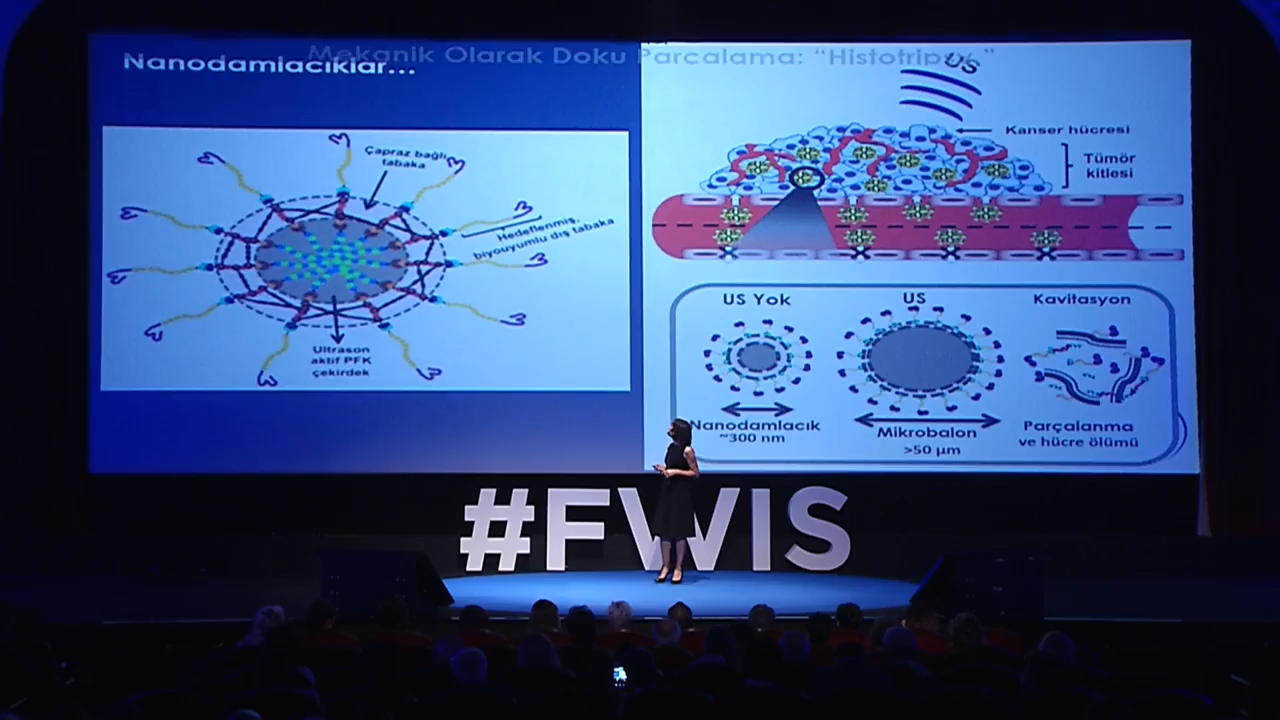 Mekanik Olarak Doku Parçalama: “Histotripsy”
Nanodamlacıklar...
Çapraz bağlı
tabaka
Hedeflenmiş,
biyouyumlu dış tabaka
Ultrason
aktif PFK
çekirdek
US
Kanser hücresi
Tümör
kitlesi
US Yok
US
Kavitasyon
Nanodamlacık
~300 nm
Mikrobalon
>50 µm
Parçalanma
ve hücre ölümü
#FWIS